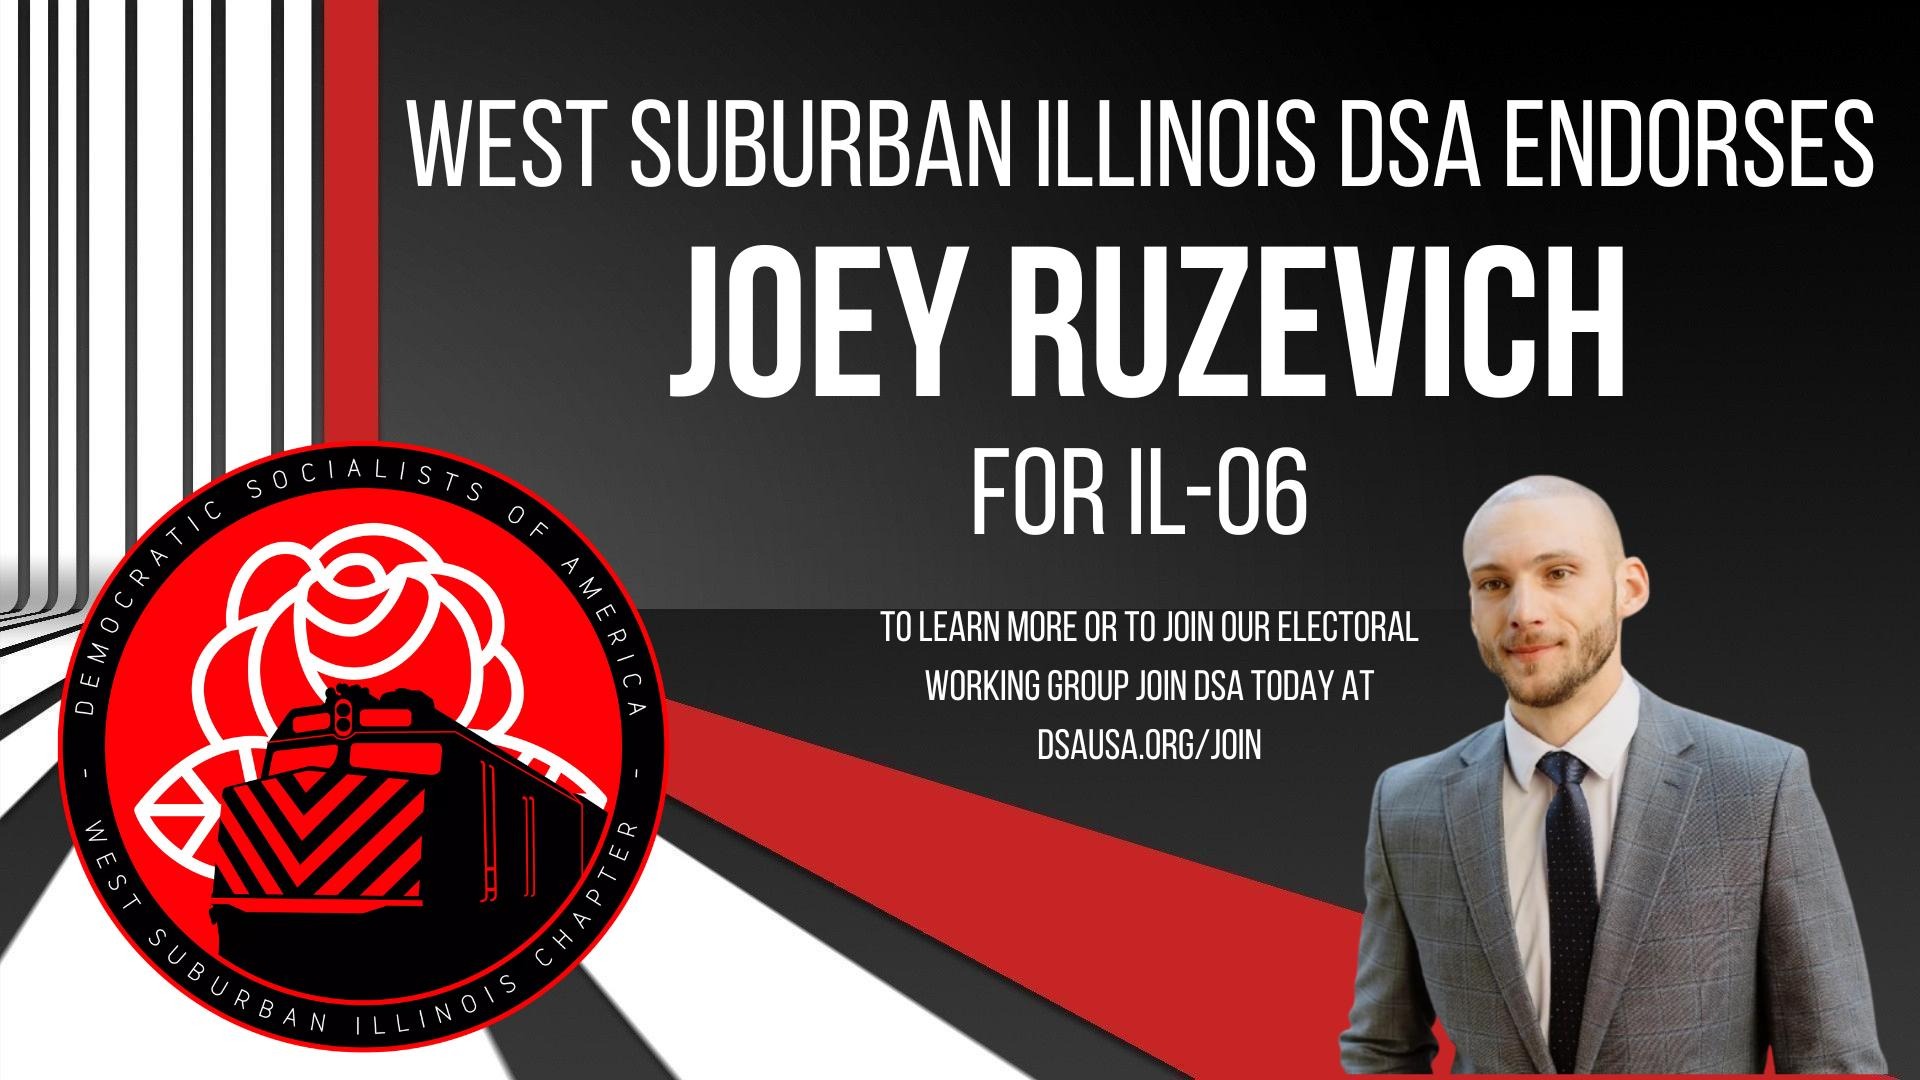 WEST SUBURBAN ILLINOIS DSA ENDORSES
JOEY RUZEVICH
FOR IL-06
TO LEARN MORE OR TO JOIN OUR ELECTORAL
WORKING GROUP JOIN DSA TODAY AT
DSAUSA.ORG/JOIN
DEMOCRATIC SOCIALISTS OF AMERICA
- WEST SUBURBAN ILLINOIS CHAPTER -